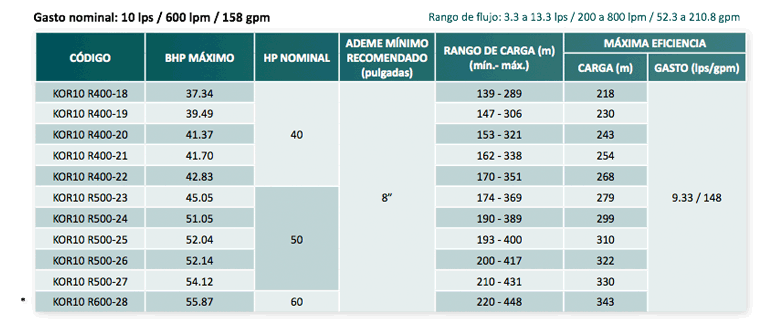 Gasto nominal: 10 lps / 600 lpm / 158 gpm
Rango de flujo: 3.3 a 13.3 lps / 200 a 800 lpm / 52.3 a 210.8 gpm
CÓDIGO BHP MÁXIMO HP NOMINAL ADEME MÍNIMO RECOMENDADO (pulgadas) RANGO DE CARGA (m) (mín.- máx.) MÁXIMA EFICIENCIA
CARGA (m) GASTO (lps/gpm)
KOR10 R400-18 37.34 139 - 289 218
KOR10 R400-19 39.49 147 - 306 230
KOR10 R400-20 41.37 40 153 - 321 243
KOR10 R400-21 41.70 162 - 338 254
KOR10 R400-22 42.83 170 - 351 268
KOR10 R500-23 45.05 8” 174 - 369 279 9.33 / 148
KOR10 R500-24 51.05 190 - 389 299
KOR10 R500-25 52.04 50 193 - 400 310
KOR10 R500-26 52.14 200 - 417 322
KOR10 R500-27 54.12 210 - 431 330
* KOR10 R600-28 55.87 60 220 - 448 343